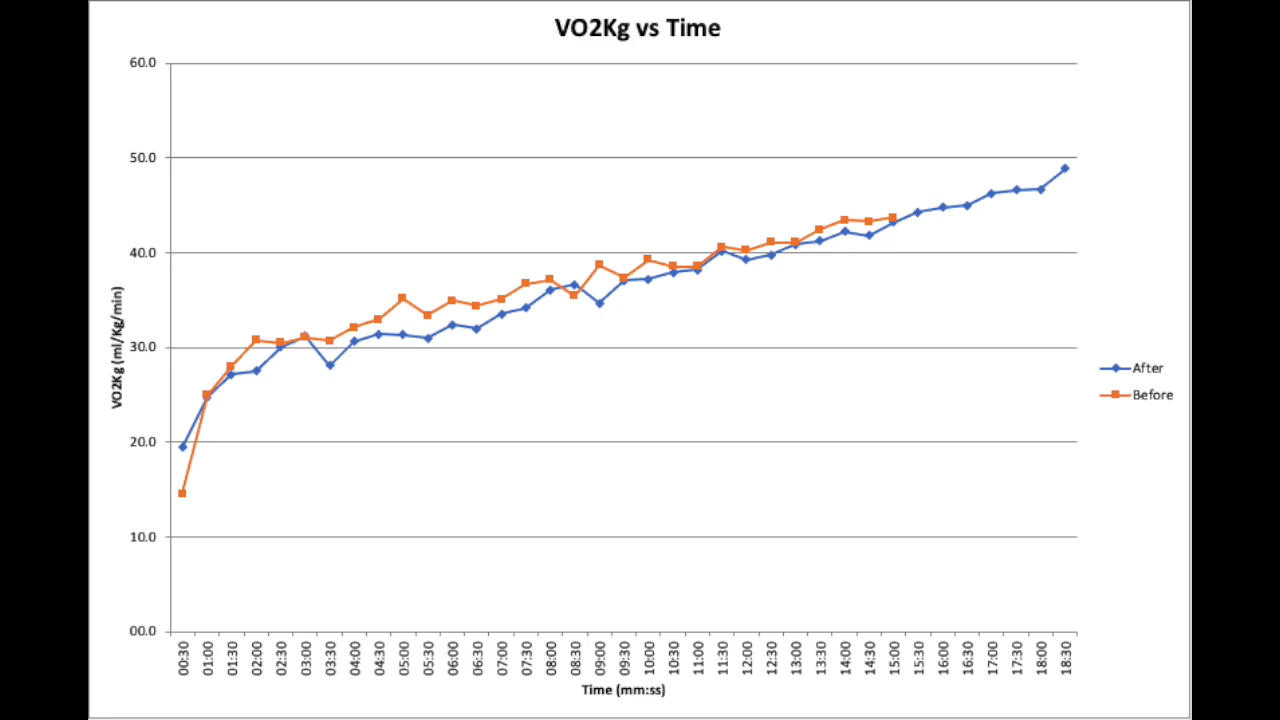 VO2Kg vs Time
60.0
50.0
40.0
30.0
20.0
10.0
00.0
VO2Kg (ml/Kg/min)
00:30 01:00 01:30 02:00 02:30 03:00 03:30 04:00 04:30 05:00 05:30 06:00 06:30 07:00 07:30 08:00 08:30 09:00 09:30 10:00 10:30 11:00 11:30 12:00 12:30 13:00 13:30 14:00 14:30 15:00 15:30 16:00 16:30 17:00 17:30 18:00 18:30
Time (mm:ss)
After
Before